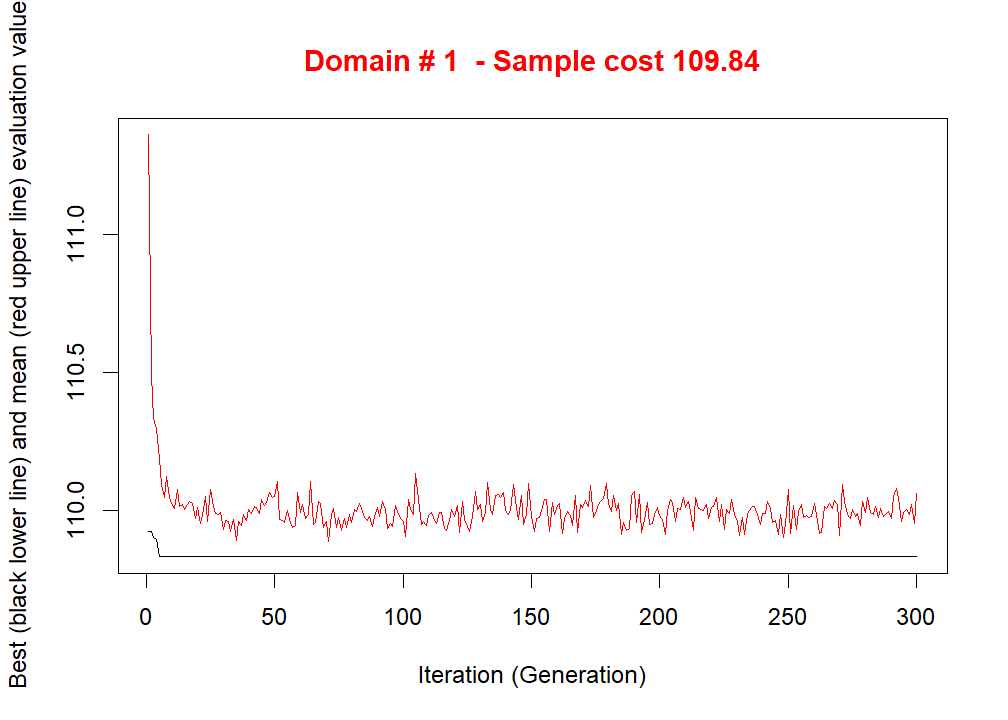 Domain # 1  - Sample cost 109.84
Best (black lower line) and mean (red upper line) evaluation value
111.0
110.5
110.0
0 50 100 150 200 250 300
Iteration (Generation)